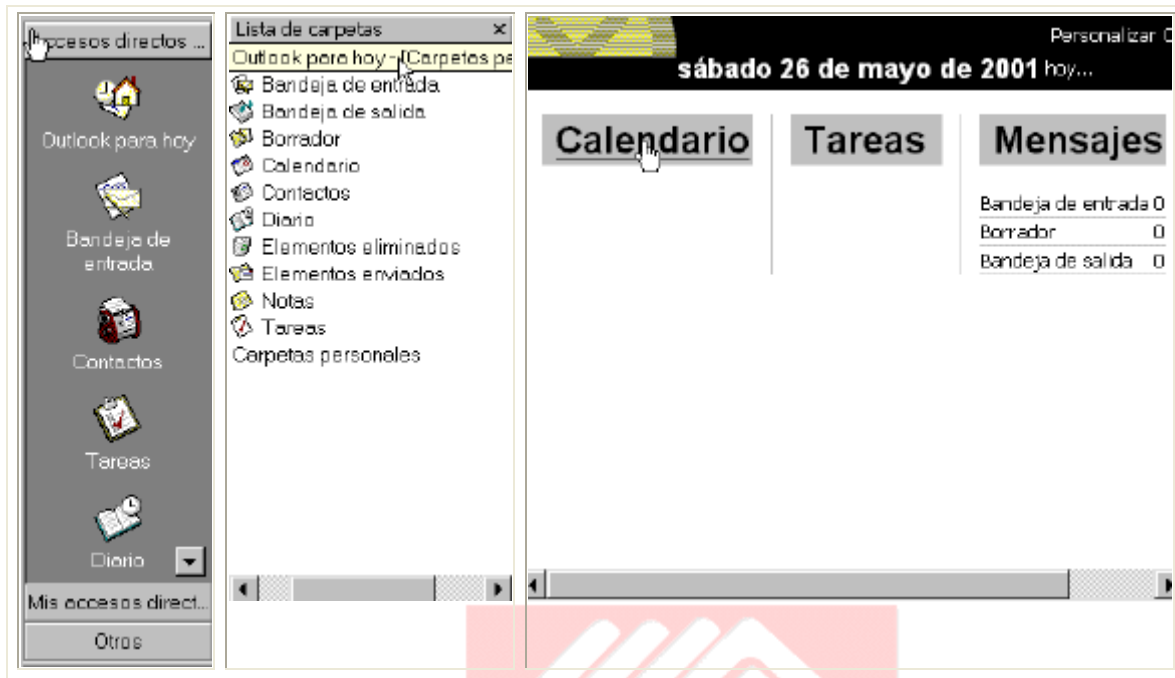 Accesos directos ...
Outlook para hoy
Bandeja de
entrada
Contactos
Tareas
Diario
Mis accesos direct...
Otros
Lista de carpetas
Outlook para hoy - [Carpetas pe
Bandeja de entrada
Bandeja de salida
Borrador
Calendario
Contactos
Diario
Elementos eliminados
Elementos enviados
Notas
Tareas
Carpetas personales
Personalizar O
sábado 26 de mayo de 2001 hoy...
Calendario
Tareas
Mensajes
Bandeja de entrada 0
Borrador 0
Bandeja de salida 0